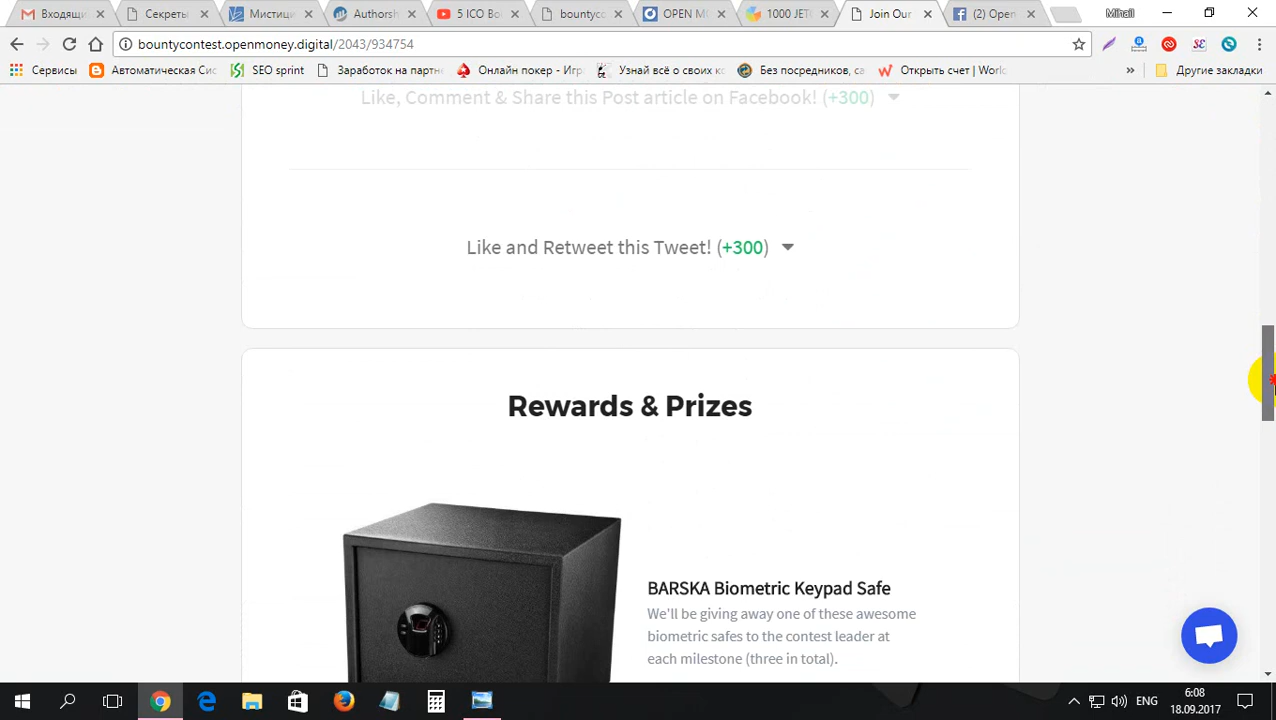 Входящи
Секреты
Мистици
Authorsh
5 ICO Bo
bountyco
OPEN MO
1000 JETC
Join Our
(2) Open
Mihail
bountycontest.openmoney.digital/2043/934754
Сервисы
Автоматическая Сис
SEO sprint
Заработок на партн
Онлайн покер - Игр
Узнай всё о своих к
Без посредников, са
Открыть счет | Worl
»
Другие закладки
Like, Comment & Share this Post article on Facebook! (+300)
Like and Retweet this Tweet! (+300)
Rewards & Prizes
BARSKA Biometric Keypad Safe
We'll be giving away one of these awesome
biometric safes to the contest leader at
each milestone (three in total).
ENG
6:08
18.09.2017